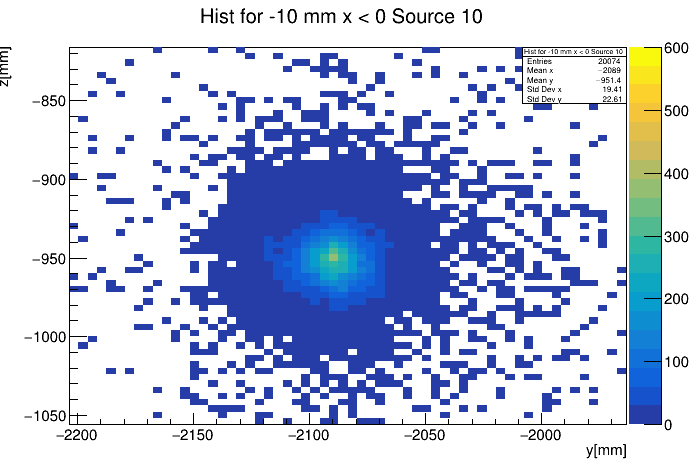 Hist for -10 mm x < 0 Source 10
z[mm]
Hist for -10 mm x < 0 Source 10
Entries 20074
Mean x −2089
Mean y −951.4
Std Dev x 19.41
Std Dev y 22.61
600
500
400
300
200
100
0
−850
−900
−950
−1000
−1050
−2200 −2150 −2100 −2050 −2000
y[mm]